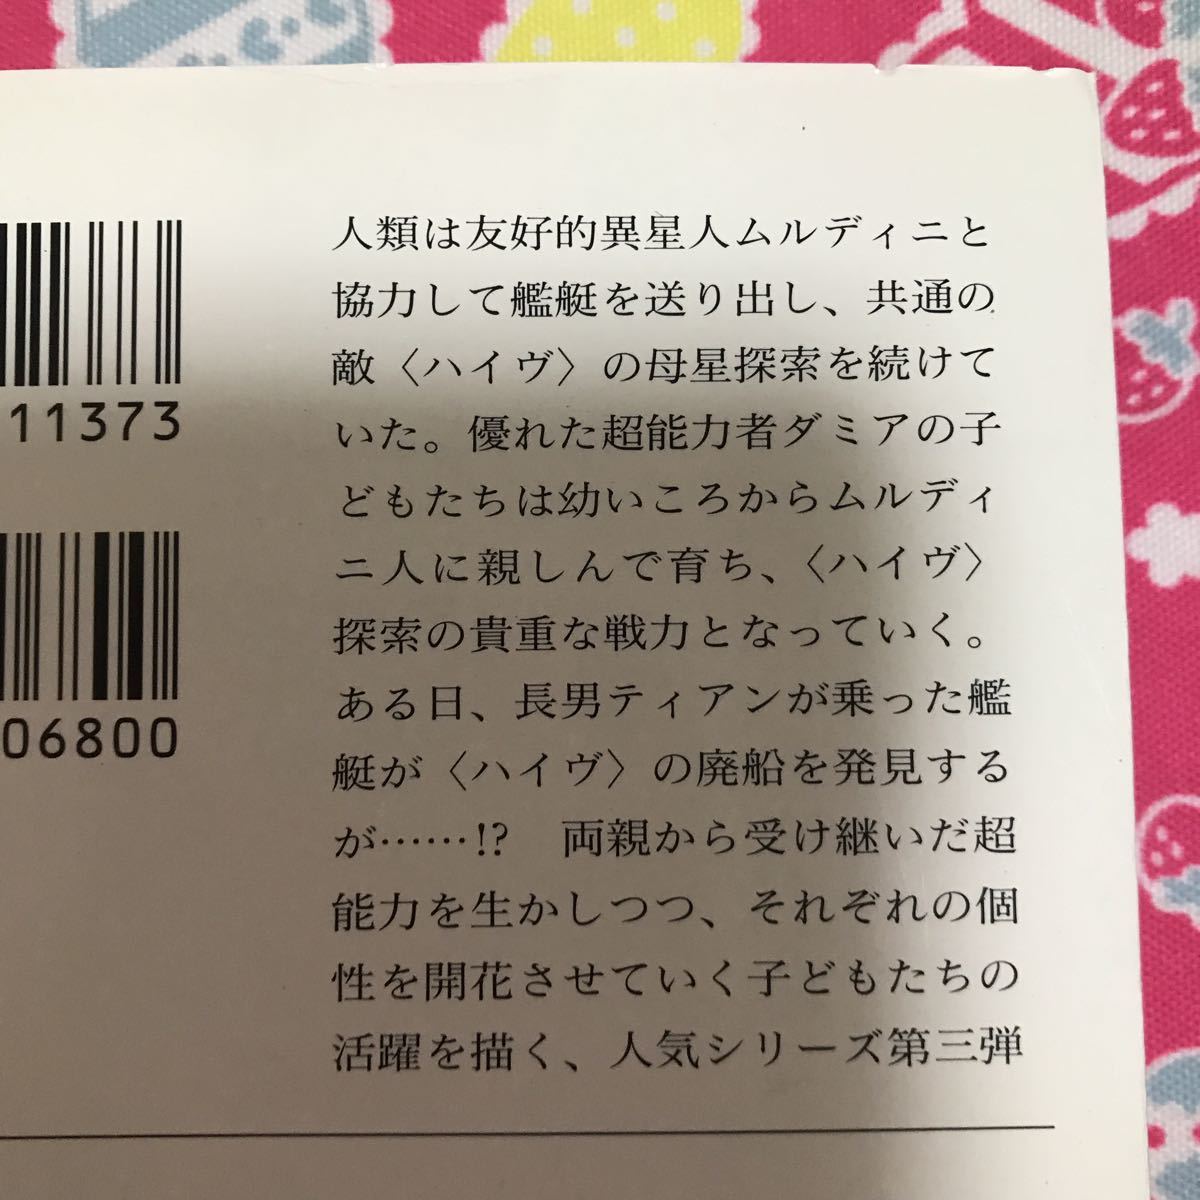 人類は友好的異星人ムルディニと
協力して艦艇を送り出し、共通の
敵〈ハイヴ〉の母星探索を続けて
いた。優れた超能力者ダミアの子
どもたちは幼いころからムルディ
ニ人に親しんで育ち、〈ハイヴ〉
探索の貴重な戦力となっていく。
ある日、長男ティアンが乗った艦
艇が〈ハイヴ〉の廃船を発見する
が……!?　両親から受け継いだ超
能力を生かしつつ、それぞれの個
性を開花させていく子どもたちの
活躍を描く、人気シリーズ第三弾
11373
06800